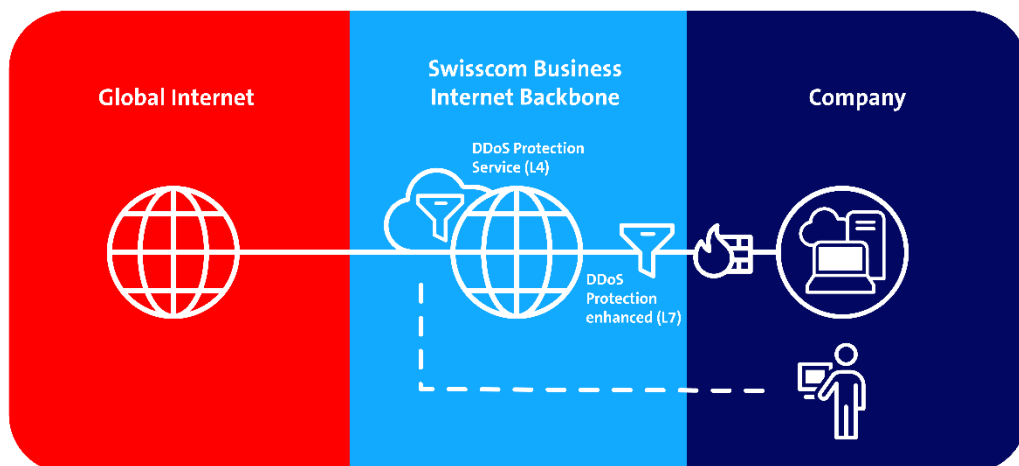 Global Internet
Swisscom Business
Internet Backbone
Company
DDoS Protection
Service (L4)
DDoS
Protection
enhanced (L7)